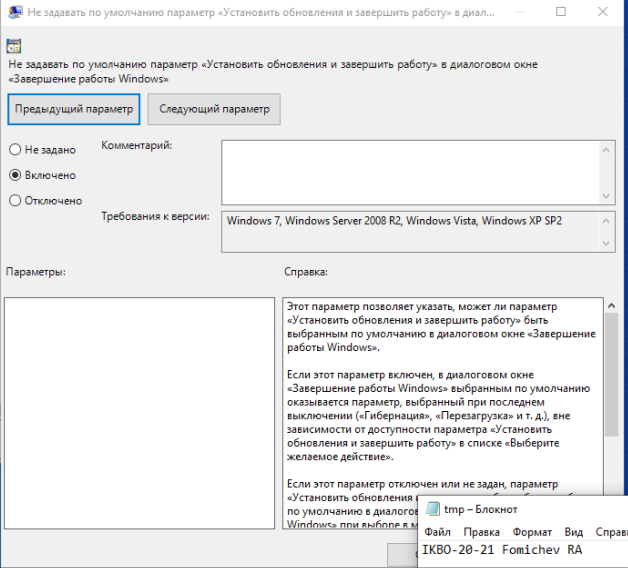 Не задавать по умолчанию параметр «Установить обновления и завершить работу» в диал...
Не задавать по умолчанию параметр «Установить обновления и завершить работу» в диалоговом окне
«Завершение работы Windows»
Предыдущий параметр
Следующий параметр
Не задано
Комментарий:
Включено
Отключено
Требования к версии:
Windows 7, Windows Server 2008 R2, Windows Vista, Windows XP SP2
Параметры:
Справка:
Этот параметр позволяет указать, может ли параметр
«Установить обновления и завершить работу» быть
выбранным по умолчанию в диалоговом окне «Завершение
работы Windows».
Если этот параметр включен, в диалоговом окне
«Завершение работы Windows» выбранным по умолчанию
оказывается параметр, выбранный при последнем
выключении («Гибернация», «Перезагрузка» и т. д.), вне
зависимости от доступности параметра «Установить
обновления и завершить работу» в списке «Выберите
желаемое действие».
Если этот параметр отключен или не задан, параметр
«Установить обновления
по умолчанию в диалогов
Windows» при выборе в м
tmp – Блокнот
Файл Правка Формат Вид Справ
IKBO-20-21 Fomichev RA